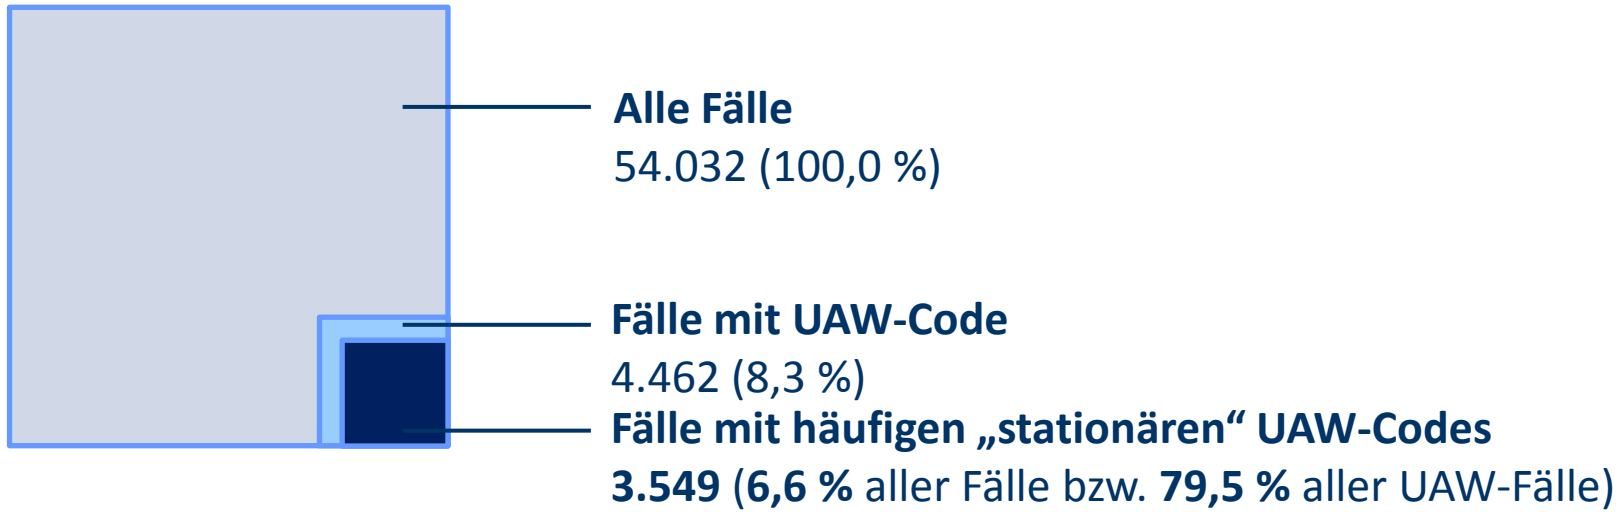 Alle Fälle
54.032 (100,0 %)
Fälle mit UAW-Code
4.462 (8,3 %)
Fälle mit häufigen „stationären“ UAW-Codes
3.549 (6,6 % aller Fälle bzw. 79,5 % aller UAW-Fälle)